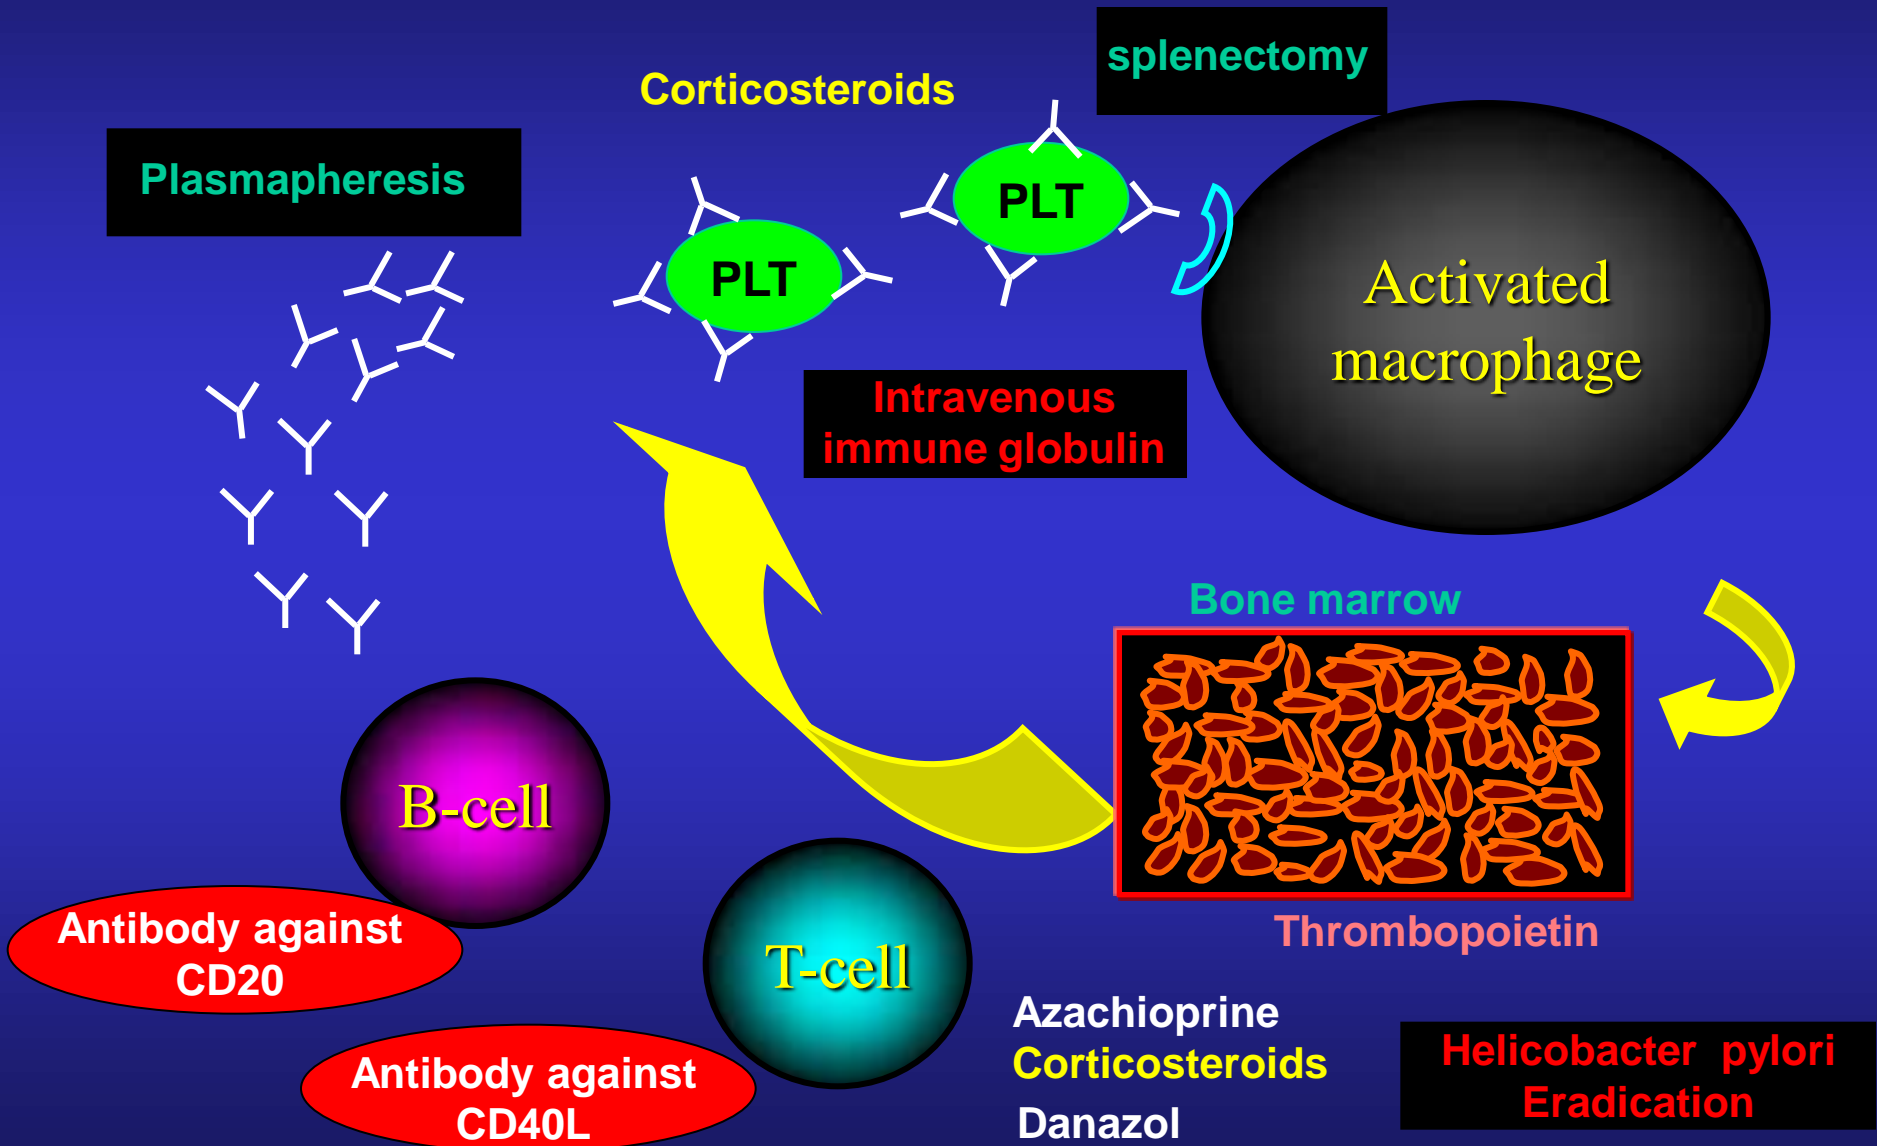 splenectomy
Corticosteroids
Plasmapheresis
PLT
PLT
Activated
macrophage
Intravenous
immune globulin
Bone marrow
B-cell
Thrombopoietin
Antibody against
CD20
T-cell
Azachioprine
Corticosteroids
Danazol
Helicobacter pylori
Eradication
Antibody against
CD40L